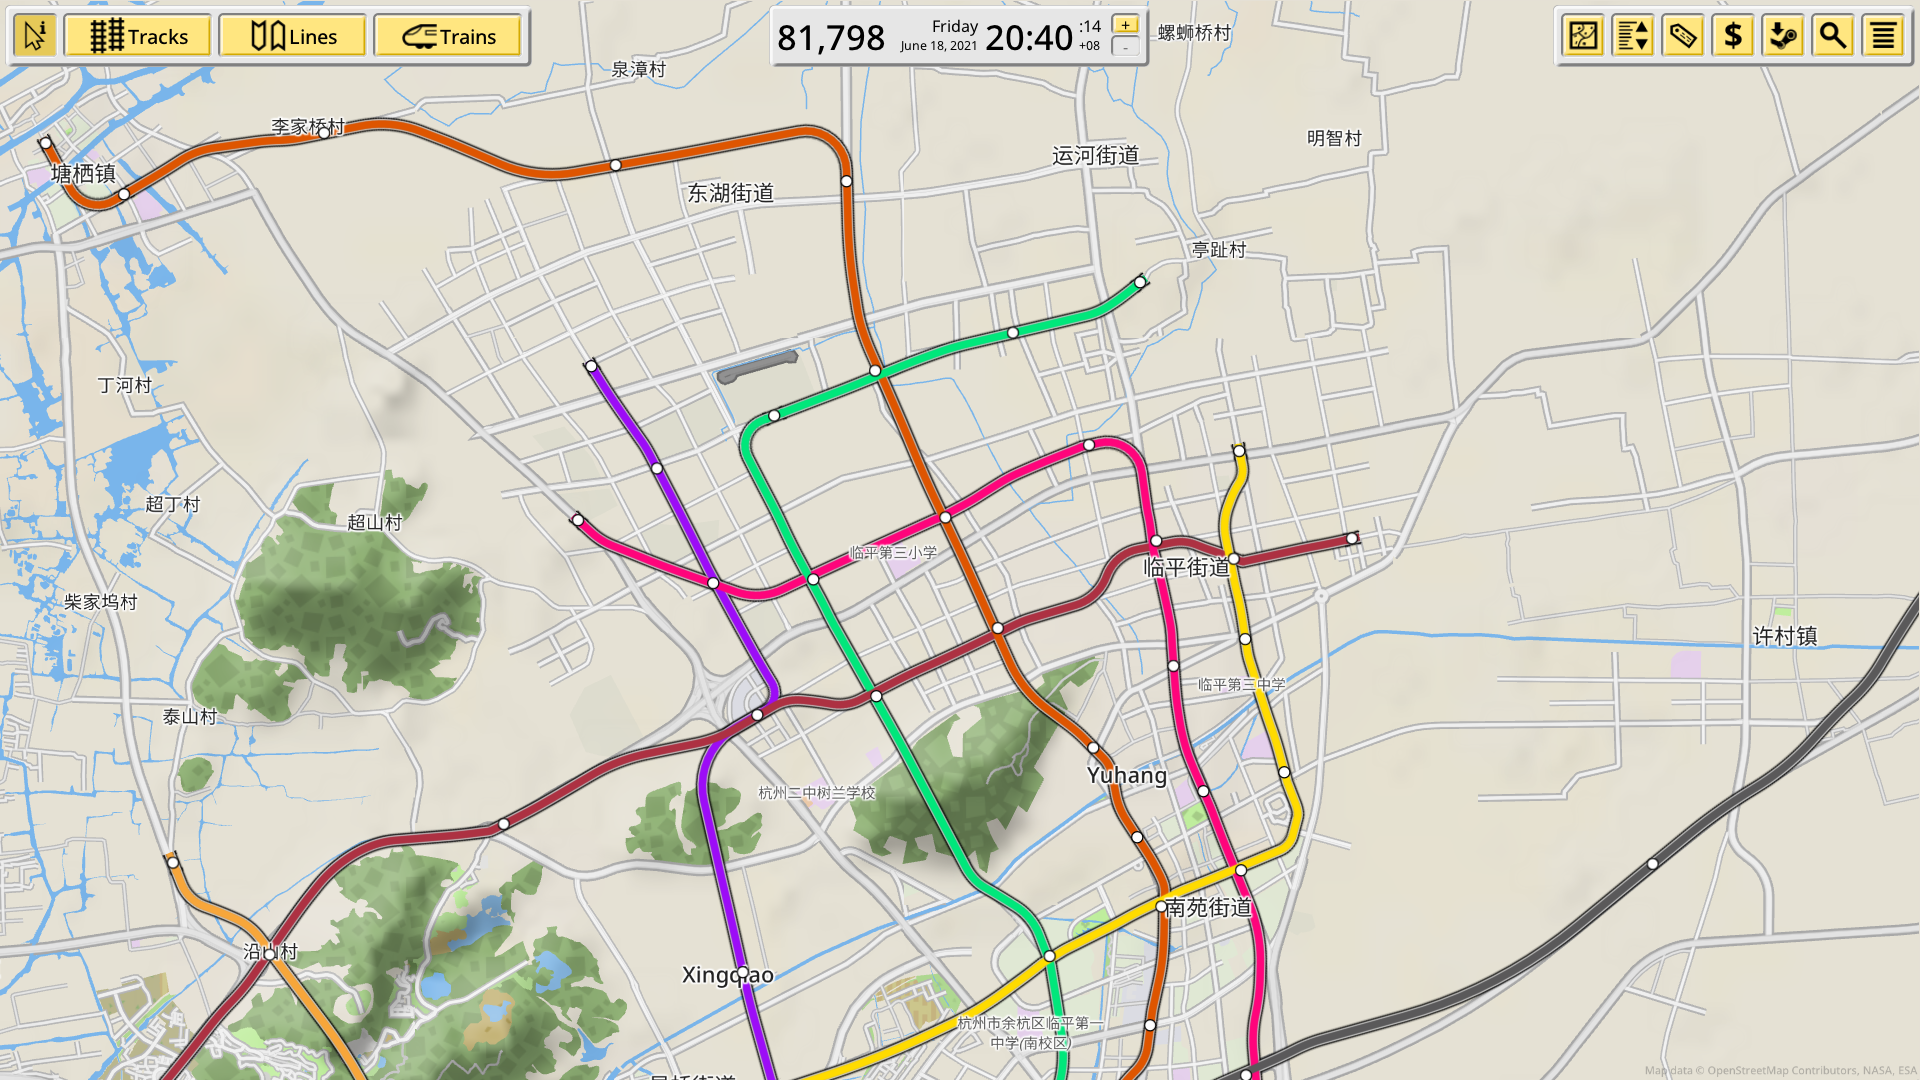 Tracks
Lines
Trains
81,798
Friday
June 18, 2021
20:40
:14
+08
+
-
$
螺蛳桥村
泉漳村
李家桥村
明智村
运河街道
塘栖镇
东湖街道
亭趾村
丁河村
超丁村
超山村
临平第三小学
临平街道
柴家坞村
许村镇
临平第三中学
泰山村
Yuhang
杭州二中树兰学校
南苑街道
沿山村
Xingqiao
杭州市余杭区临平第一
中学(南校区)
Map data © OpenStreetMap Contributors, NASA, ESA